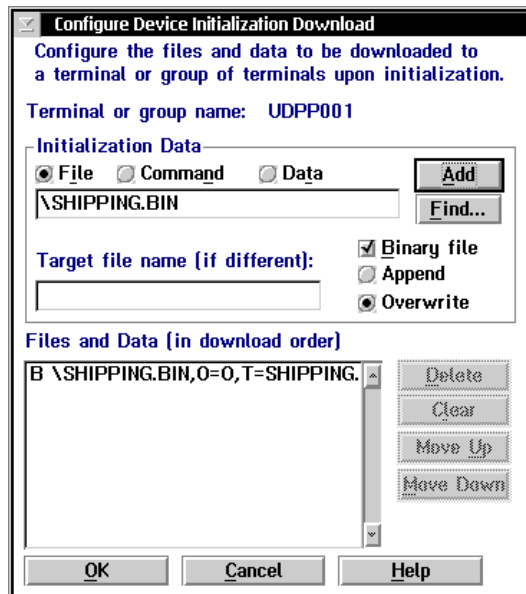 Configure Device Initialization Download
Configure the files and data to be downloaded to
a terminal or group of terminals upon initialization.
Terminal or group name: UDPP001
Initialization Data
File Command Data
Add
\SHIPPING.BIN
Find...
Binary file
Target file name (if different):
Append
Overwrite
Files and Data (in download order)
B \SHIPPING.BIN,O=O,T=SHIPPING.
Delete
Clear
Move Up
Move Down
OK Cancel Help